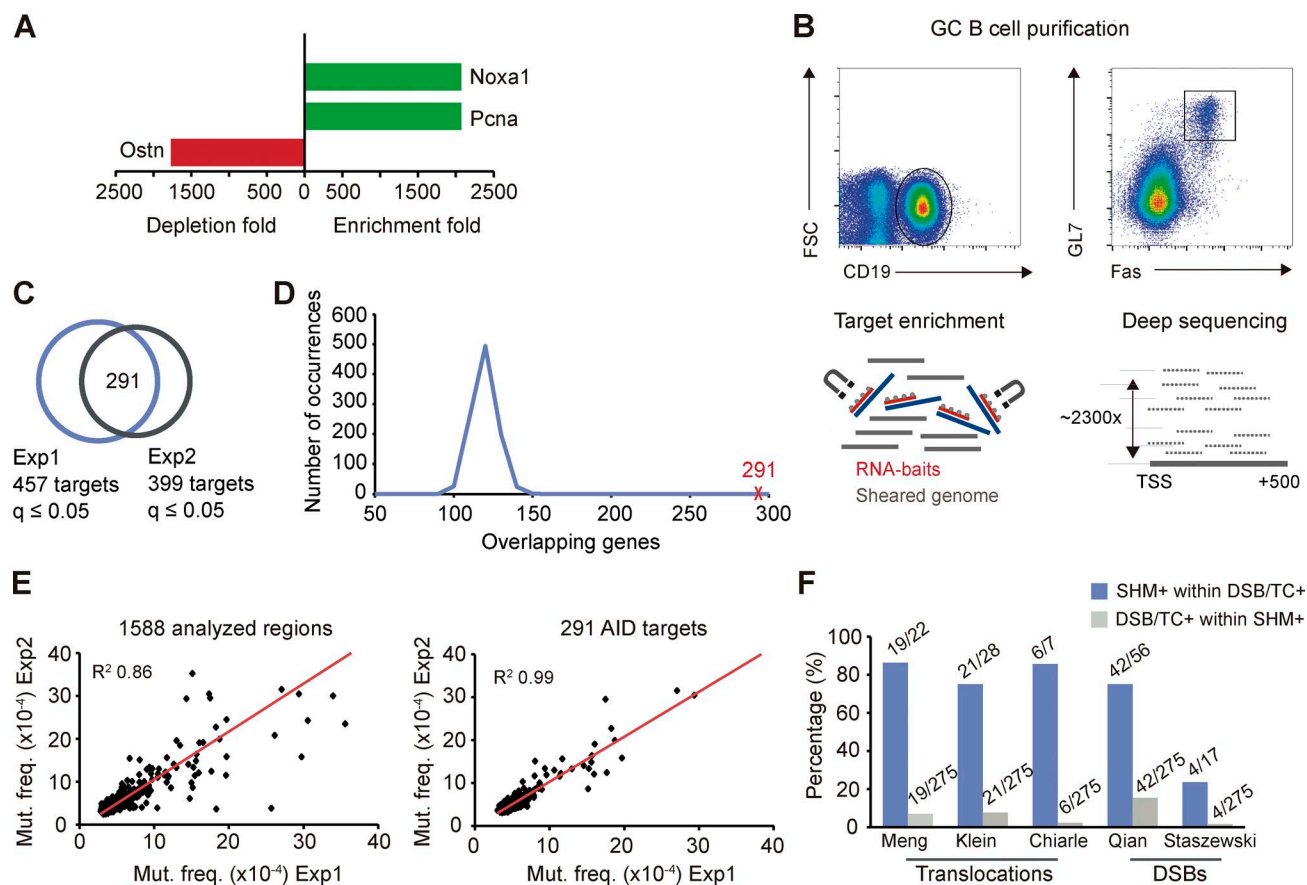 A
Noxa1
Pcna
Ostn
2500 1500 500 0 500 1500 2500
Depletion fold Enrichment fold
B
GC B cell purification
FSC
CD19
GL7
Fas
Target enrichment
RNA-baits
Sheared genome
Deep sequencing
~2300x
TSS +500
C
291
Exp1
457 targets
q ≤ 0.05
Exp2
399 targets
q ≤ 0.05
D
Number of occurrences
600
500
400
300
200
100
0
291
X
50 100 150 200 250 300
Overlapping genes
E
1588 analyzed regions
R² 0.86
Mut. freq. (x10⁻⁴) Exp2
40
30
20
10
0
0 10 20 30 40
Mut. freq. (x10⁻⁴) Exp1
291 AID targets
R² 0.99
Mut. freq. (x10⁻⁴) Exp2
40
30
20
10
0
0 10 20 30 40
Mut. freq. (x10⁻⁴) Exp1
F
SHM+ within DSB/TC+
DSB/TC+ within SHM+
Percentage (%)
100
80
60
40
20
0
19/22
19/275
21/28
21/275
6/7
6/275
42/56
42/275
4/17
4/275
Meng Klein Chiarle Qian Staszewski
Translocations DSBs